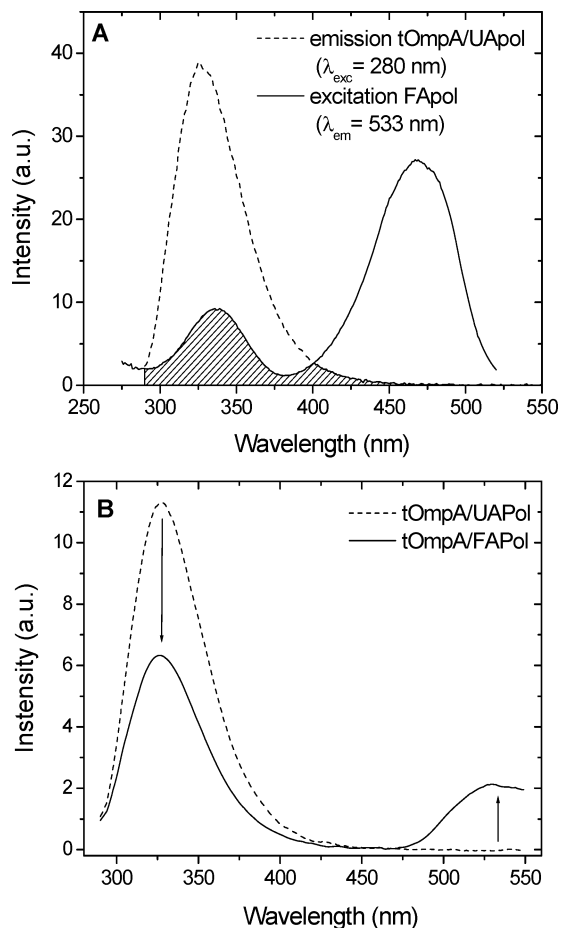 A
emission tOmpA/UApol
(λexc= 280 nm)
excitation FApol
(λem= 533 nm)
40
30
20
10
0
Intensity (a.u.)
250 300 350 400 450 500 550
Wavelength (nm)
B
tOmpA/UAPol
tOmpA/FAPol
12
10
8
6
4
2
0
Instensity (a.u.)
300 350 400 450 500 550
Wavelength (nm)